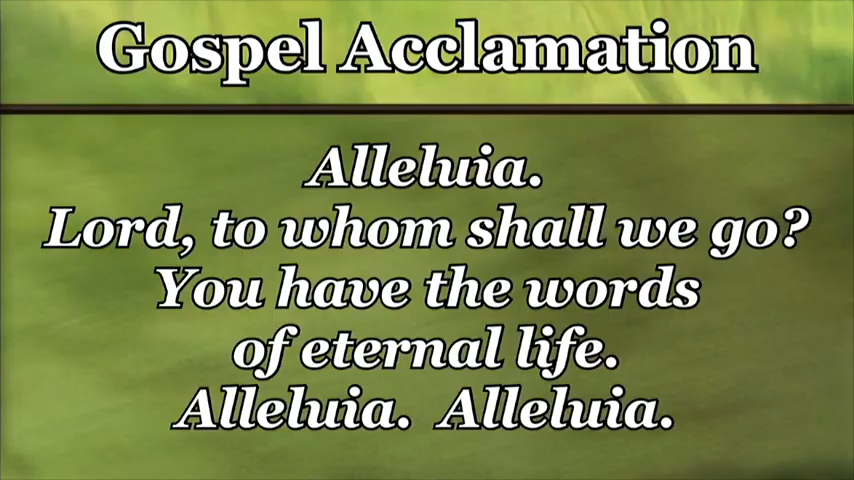 Gospel Acclamation
Alleluia.
Lord, to whom shall we go?
You have the words
of eternal life.
Alleluia.  Alleluia.